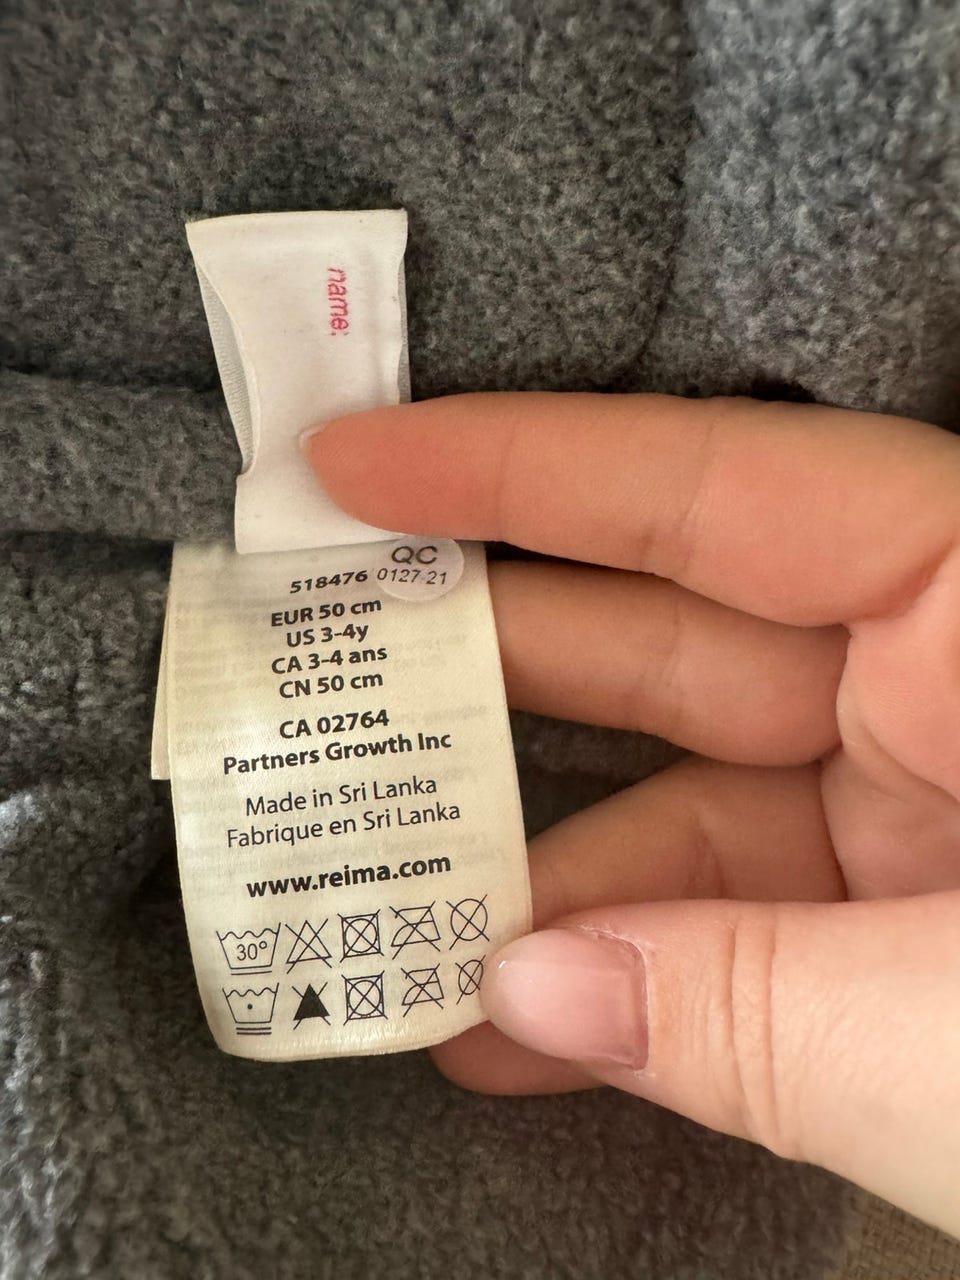 name:
QC
0127-21
518476
EUR 50 cm
US 3-4y
CA 3-4 ans
CN 50 cm
CA 02764
Partners Growth Inc
Made in Sri Lanka
Fabrique en Sri Lanka
www.reima.com
30°